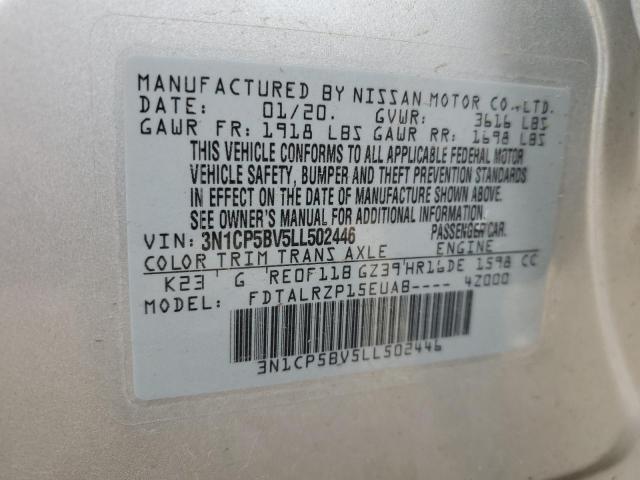 MANUFACTURED BY NISSAN MOTOR CO.,LTD.
DATE: 01/20. GVWR: 3616 LBS
GAWR FR: 1918 LBS GAWR RR: 1698 LBS
THIS VEHICLE CONFORMS TO ALL APPLICABLE FEDERAL MOTOR
VEHICLE SAFETY, BUMPER AND THEFT PREVENTION STANDARDS
IN EFFECT ON THE DATE OF MANUFACTURE SHOWN ABOVE.
SEE OWNER'S MANUAL FOR ADDITIONAL INFORMATION.
VIN: 3N1CP5BV5LL502446 PASSENGER CAR
COLOR TRIM TRANS AXLE ENGINE
K23 G RE0F11B GZ39 HR16DE 1598 CC
MODEL: FDTALRZP15EUAB---- 4Z000
3N1CP5BV5LL502446